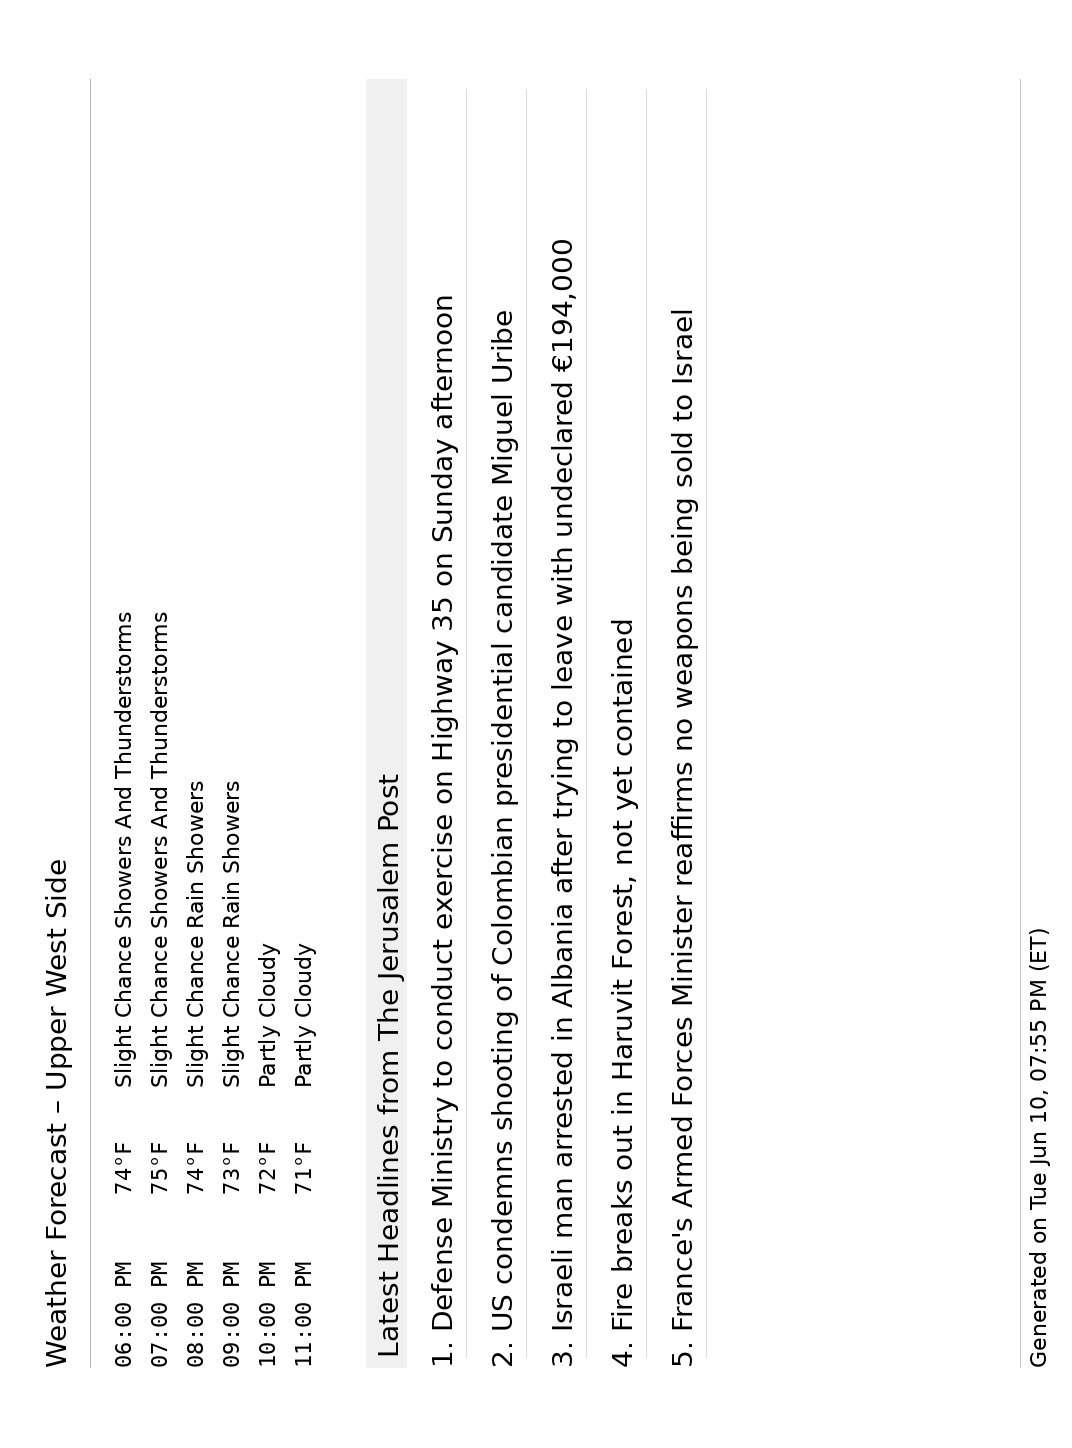 Weather Forecast – Upper West Side
06:00 PM 74°F Slight Chance Showers And Thunderstorms
07:00 PM 75°F Slight Chance Showers And Thunderstorms
08:00 PM 74°F Slight Chance Rain Showers
09:00 PM 73°F Slight Chance Rain Showers
10:00 PM 72°F Partly Cloudy
11:00 PM 71°F Partly Cloudy
Latest Headlines from The Jerusalem Post
1. Defense Ministry to conduct exercise on Highway 35 on Sunday afternoon
2. US condemns shooting of Colombian presidential candidate Miguel Uribe
3. Israeli man arrested in Albania after trying to leave with undeclared €194,000
4. Fire breaks out in Haruvit Forest, not yet contained
5. France's Armed Forces Minister reaffirms no weapons being sold to Israel
Generated on Tue Jun 10, 07:55 PM (ET)